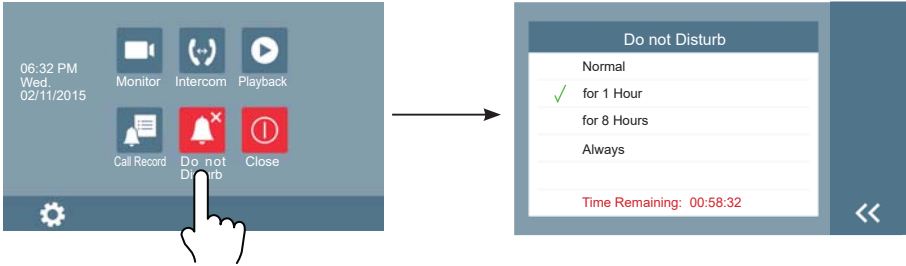 06:32 PM
Wed.
02/11/2015
Monitor
Intercom
Playback
Call Record
Do not
Disturb
Close
Do not Disturb
Normal
for 1 Hour
for 8 Hours
Always
Time Remaining: 00:58:32